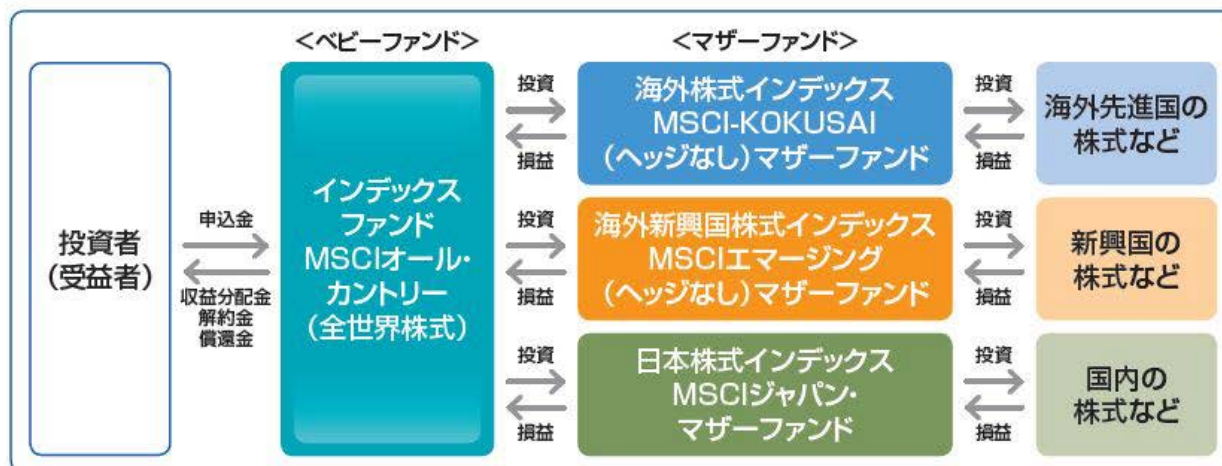 <ベビーファンド>
<マザーファンド>
投資者
(受益者)
申込金
収益分配金
解約金
償還金
インデックス
ファンド
MSCIオール・
カントリー
(全世界株式)
投資
損益
海外株式インデックス
MSCI-KOKUSAI
(ヘッジなし)マザーファンド
投資
損益
海外先進国の
株式など
投資
損益
海外新興国株式インデックス
MSCIエマージング
(ヘッジなし)マザーファンド
投資
損益
新興国の
株式など
投資
損益
日本株式インデックス
MSCIジャパン・
マザーファンド
投資
損益
国内の
株式など